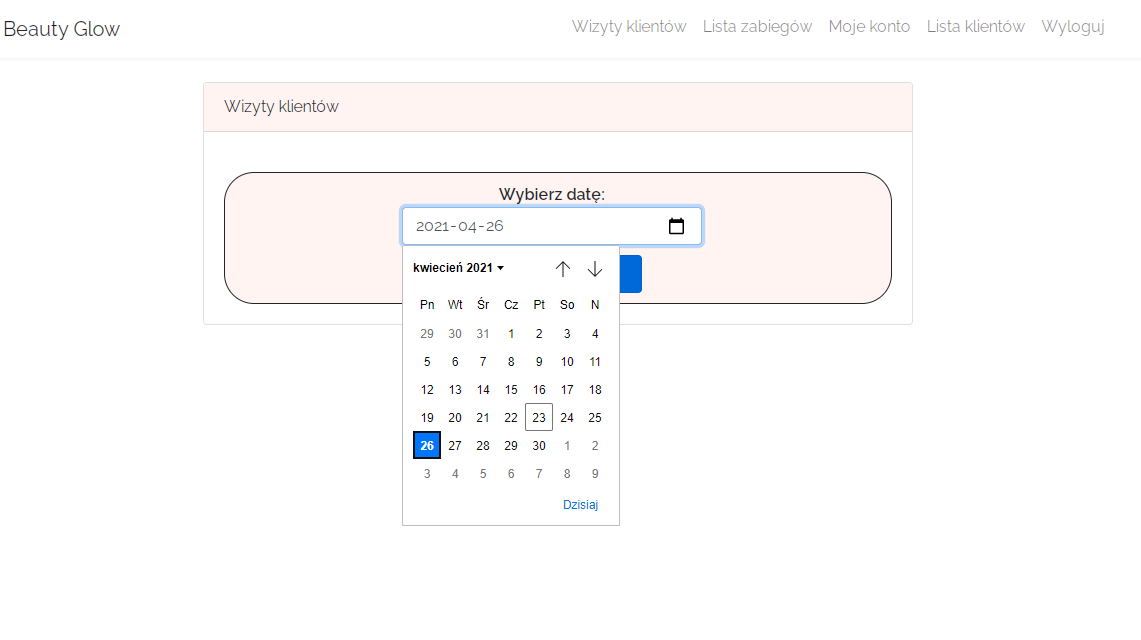 Beauty Glow
Wizyty klientów Lista zabiegów Moje konto Lista klientów Wyloguj
Wizyty klientów
Wybierz datę:
2021-04-26
kwiecień 2021
Pn Wt Śr Cz Pt So N
29 30 31 1 2 3 4
5 6 7 8 9 10 11
12 13 14 15 16 17 18
19 20 21 22 23 24 25
26 27 28 29 30 1 2
3 4 5 6 7 8 9
Dzisiaj